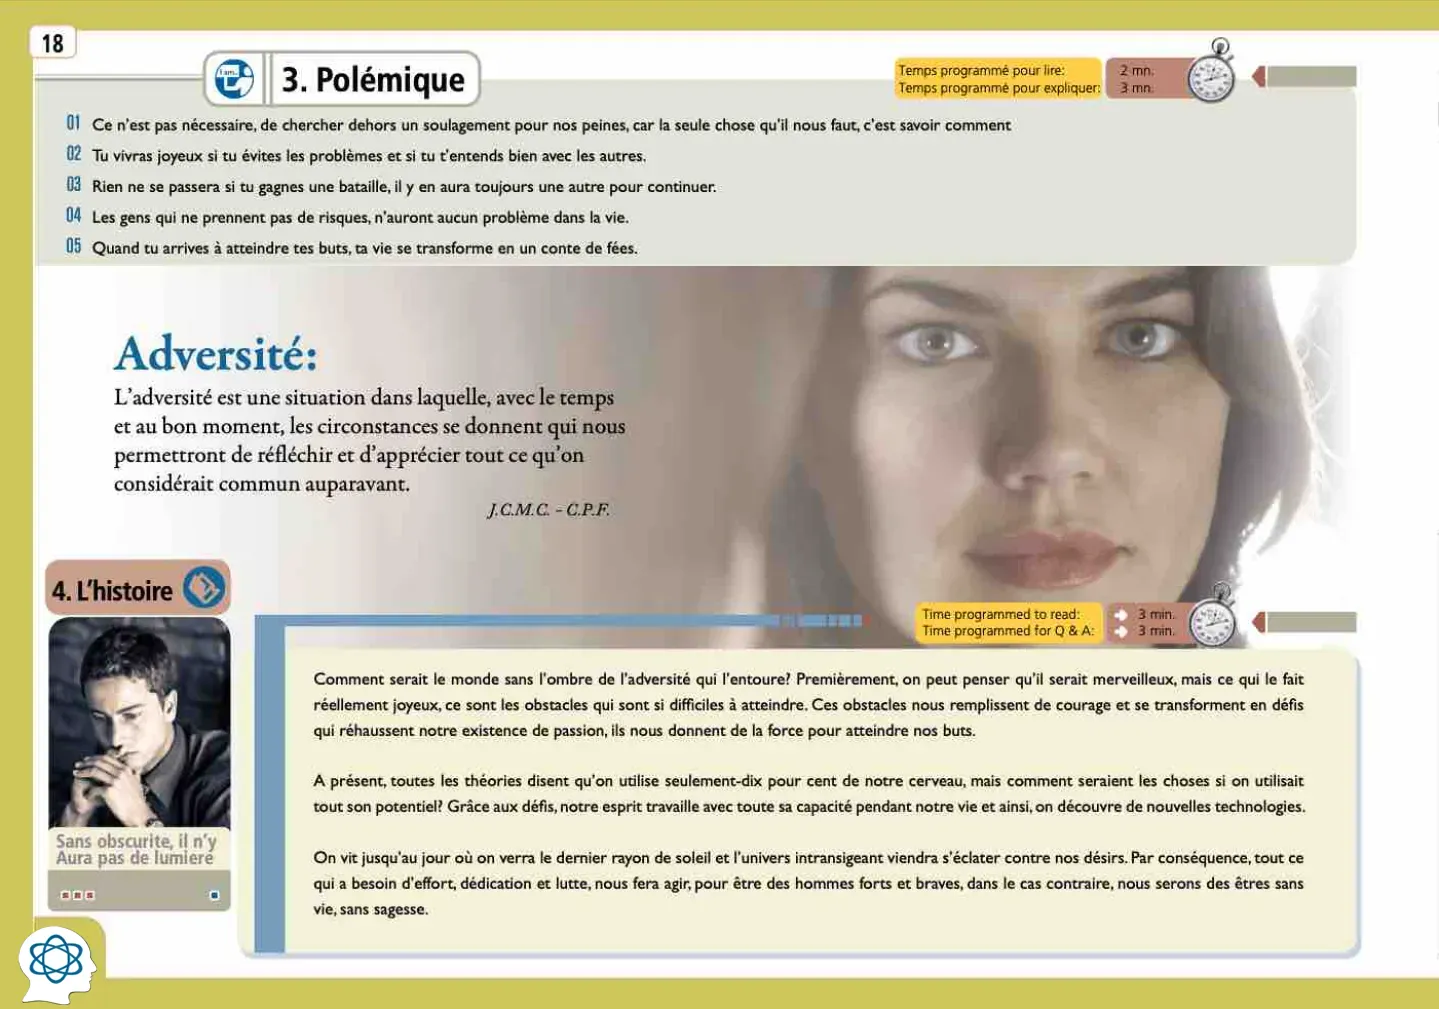 18
I am...
3. Polémique
Temps programmé pour lire: 2 mn.
Temps programmé pour expliquer: 3 mn.
01 Ce n'est pas nécessaire, de chercher dehors un soulagement pour nos peines, car la seule chose qu'il nous faut, c'est savoir comment
02 Tu vivras joyeux si tu évites les problèmes et si tu t'entends bien avec les autres.
03 Rien ne se passera si tu gagnes une bataille, il y en aura toujours une autre pour continuer.
04 Les gens qui ne prennent pas de risques, n'auront aucun problème dans la vie.
05 Quand tu arrives à atteindre tes buts, ta vie se transforme en un conte de fées.
Adversité:
L'adversité est une situation dans laquelle, avec le temps
et au bon moment, les circonstances se donnent qui nous
permettront de réfléchir et d'apprécier tout ce qu'on
considérait commun auparavant.
J.C.M.C. - C.P.F.
4. L'histoire
Time programmed to read: 3 min.
Time programmed for Q & A: 3 min.
Sans obscurite, il n'y
Aura pas de lumiere
Comment serait le monde sans l'ombre de l'adversité qui l'entoure? Premièrement, on peut penser qu'il serait merveilleux, mais ce qui le fait
réellement joyeux, ce sont les obstacles qui sont si difficiles à atteindre. Ces obstacles nous remplissent de courage et se transforment en défis
qui réhaussent notre existence de passion, ils nous donnent de la force pour atteindre nos buts.
A présent, toutes les théories disent qu'on utilise seulement-dix pour cent de notre cerveau, mais comment seraient les choses si on utilisait
tout son potentiel? Grâce aux défis, notre esprit travaille avec toute sa capacité pendant notre vie et ainsi, on découvre de nouvelles technologies.
On vit jusqu'au jour où on verra le dernier rayon de soleil et l'univers intransigeant viendra s'éclater contre nos désirs. Par conséquence, tout ce
qui a besoin d'effort, dédication et lutte, nous fera agir, pour être des hommes forts et braves, dans le cas contraire, nous serons des êtres sans
vie, sans sagesse.